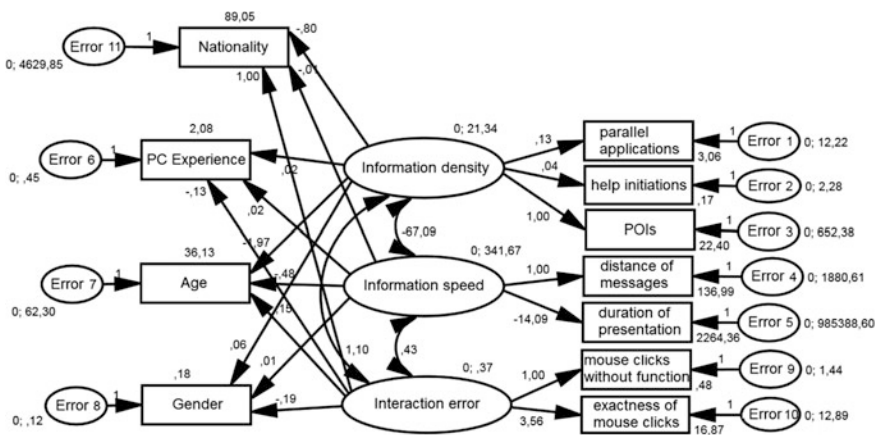 89,05
-,80
Error 11
1
Nationality
0; 4629,85
1,00
-,01
2,08
0; 21,34
,13
parallel
applications
1
Error 1
0; 12,22
3,06
Error 6
1
PC Experience
Information density
,04
help initiations
1
Error 2
0; 2,28
,17
0; ,45
-,13
,02
,02
1,00
POIs
1
Error 3
0; 652,38
22,40
-67,09
36,13
-1,97
0; 341,67
1,00
distance of
messages
1
Error 4
0; 1880,61
136,99
Error 7
1
Age
-,48
Information speed
0; 62,30
,15
-14,09
duration of
presentation
1
Error 5
0; 985388,60
2264,36
,06
1,10
,43
,18
,01
0; ,37
1,00
mouse clicks
without function
1
Error 9
0; 1,44
,48
Error 8
1
Gender
-,19
Interaction error
3,56
exactness of
mouse clicks
1
Error 10
0; 12,89
16,87
0; ,12